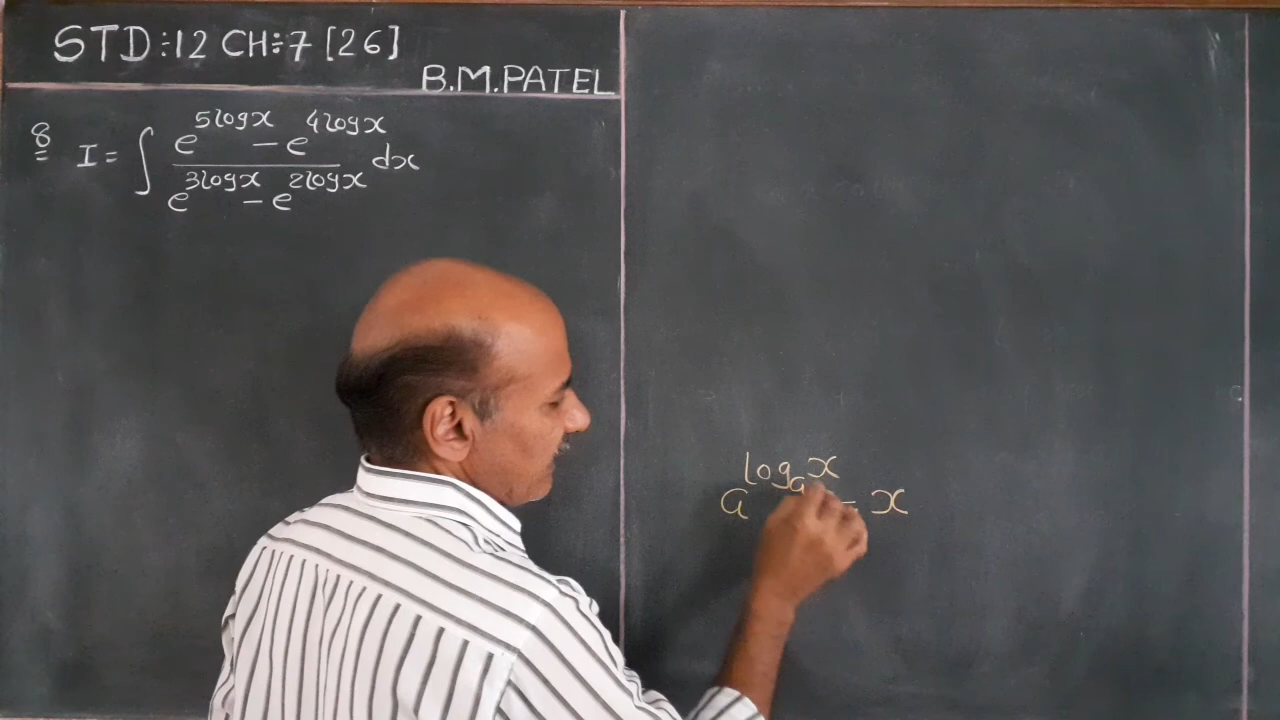 STD:-12 CH:-7 [26]
B.M.PATEL
8 I = ∫ (e^{5logx} - e^{4logx}) / (e^{3logx} - e^{2logx}) dx
a^{log_a x} = x